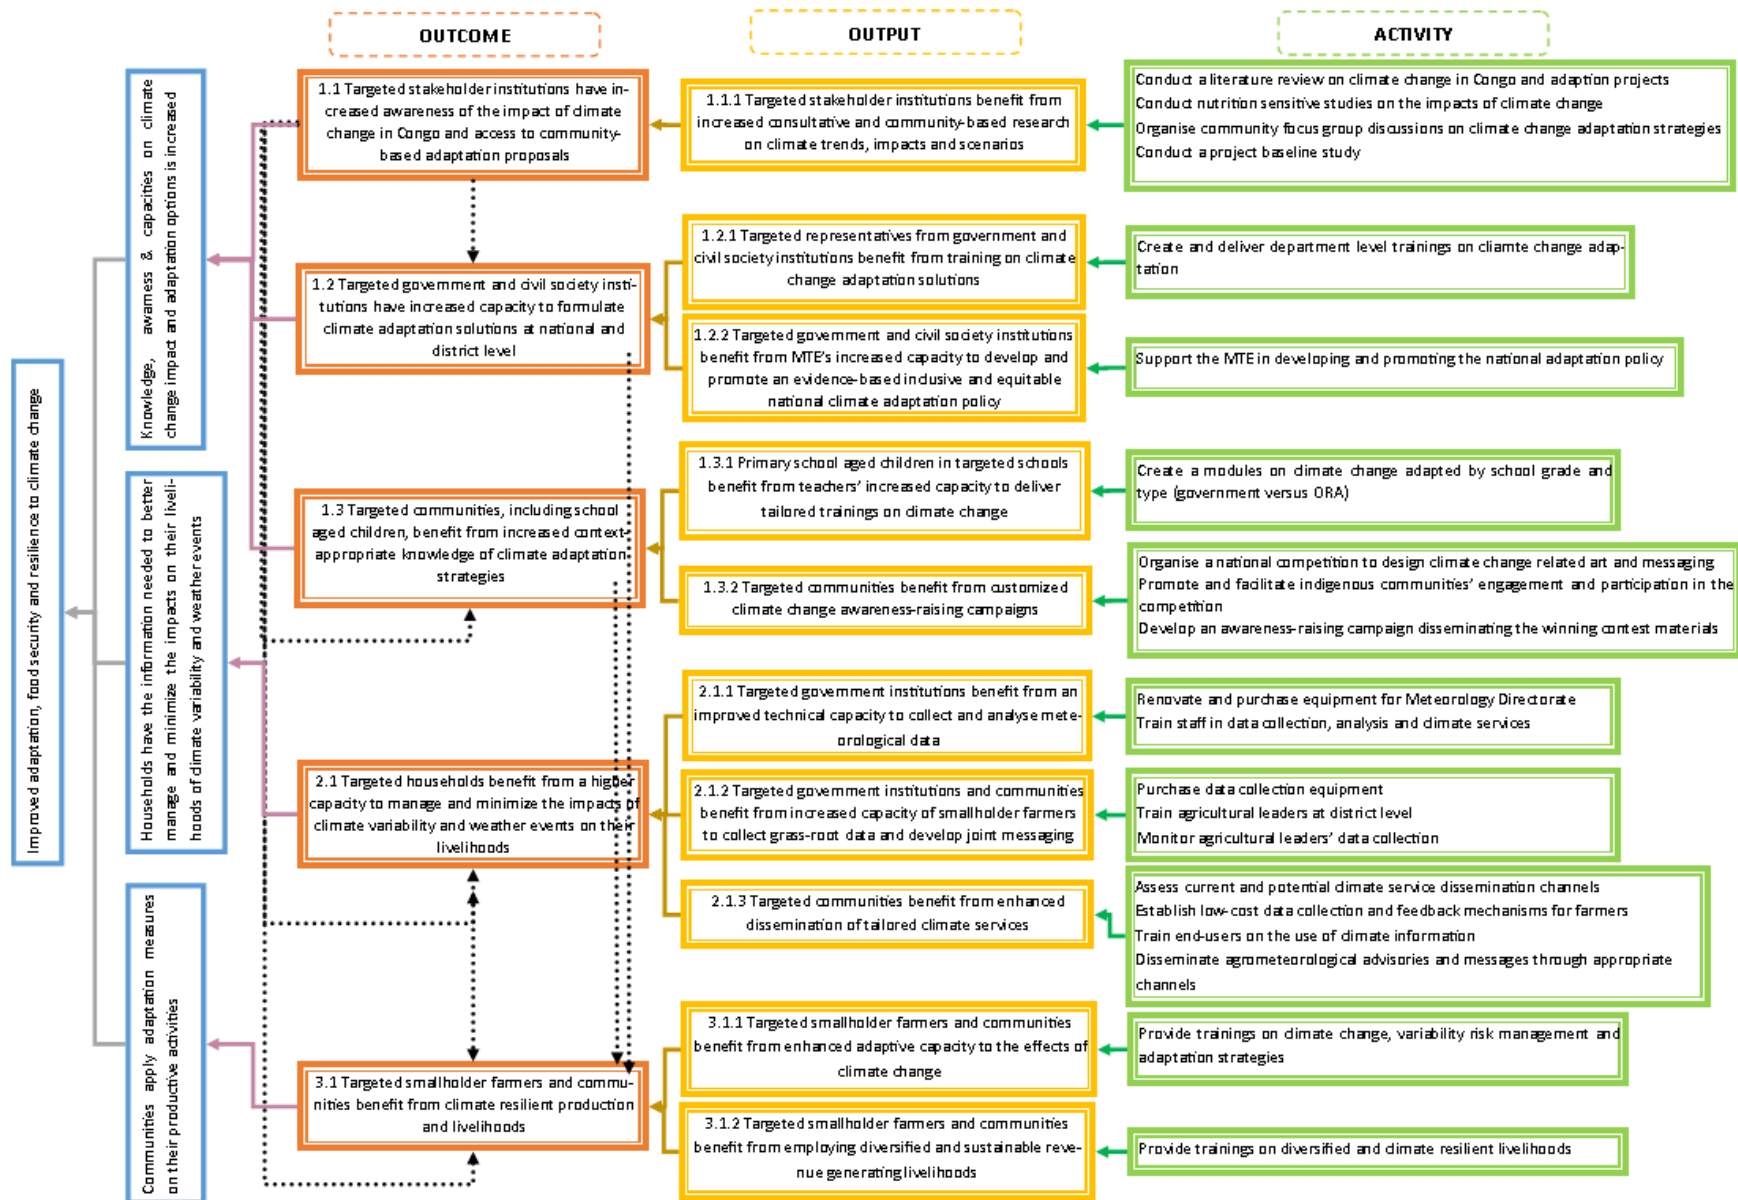 OUTCOME
OUTPUT
ACTIVITY
Improved adaptation, food security and resilience to climate change
Knowledge, awarness & capacities on climate
change impact and adaptation options is increased
Households have the information needed to better
manage and minimize the impacts on their liveli-
hoods of climate variability and weather events
Communities apply adaptation measures
on their productive activities
1.1 Targeted stakeholder institutions have in-
creased awareness of the impact of climate
change in Congo and access to community-
based adaptation proposals
1.2 Targeted government and civil society insti-
tutions have increased capacity to formulate
climate adaptation solutions at national and
district level
1.3 Targeted communities, including school
aged children, benefit from increased context-
appropriate knowledge of climate adaptation
strategies
2.1 Targeted households benefit from a higher
capacity to manage and minimize the impacts of
climate variability and weather events on their
livelihoods
3.1 Targeted smallholder farmers and commu-
nities benefit from climate resilient production
and livelihoods
1.1.1 Targeted stakeholder institutions benefit from
increased consultative and community-based research
on climate trends, impacts and scenarios
1.2.1 Targeted representatives from government and
civil society institutions benefit from training on climate
change adaptation solutions
1.2.2 Targeted government and civil society institutions
benefit from MTE's increased capacity to develop and
promote an evidence-based inclusive and equitable
national climate adaptation policy
1.3.1 Primary school aged children in targeted schools
benefit from teachers' increased capacity to deliver
tailored trainings on climate change
1.3.2 Targeted communities benefit from customized
climate change awareness-raising campaigns
2.1.1 Targeted government institutions benefit from an
improved technical capacity to collect and analyse mete-
orological data
2.1.2 Targeted government institutions and communities
benefit from increased capacity of smallholder farmers
to collect grass-root data and develop joint messaging
2.1.3 Targeted communities benefit from enhanced
dissemination of tailored climate services
3.1.1 Targeted smallholder farmers and communities
benefit from enhanced adaptive capacity to the effects of
climate change
3.1.2 Targeted smallholder farmers and communities
benefit from employing diversified and sustainable reve-
nue generating livelihoods
Conduct a literature review on climate change in Congo and adaption projects
Conduct nutrition sensitive studies on the impacts of climate change
Organise community focus group discussions on climate change adaptation strategies
Conduct a project baseline study
Create and deliver department level trainings on cliamte change adap-
tation
Support the MTE in developing and promoting the national adaptation policy
Create a modules on climate change adapted by school grade and
type (government versus ORA)
Organise a national competition to design climate change related art and messaging
Promote and facilitate indigenous communities' engagement and participation in the
competition
Develop an awareness-raising campaign disseminating the winning contest materials
Renovate and purchase equipment for Meteorology Directorate
Train staff in data collection, analysis and climate services
Purchase data collection equipment
Train agricultural leaders at district level
Monitor agricultural leaders' data collection
Assess current and potential climate service dissemination channels
Establish low-cost data collection and feedback mechanisms for farmers
Train end-users on the use of climate information
Disseminate agrometeorological advisories and messages through appropriate
channels
Provide trainings on climate change, variability risk management and
adaptation strategies
Provide trainings on diversified and climate resilient livelihoods